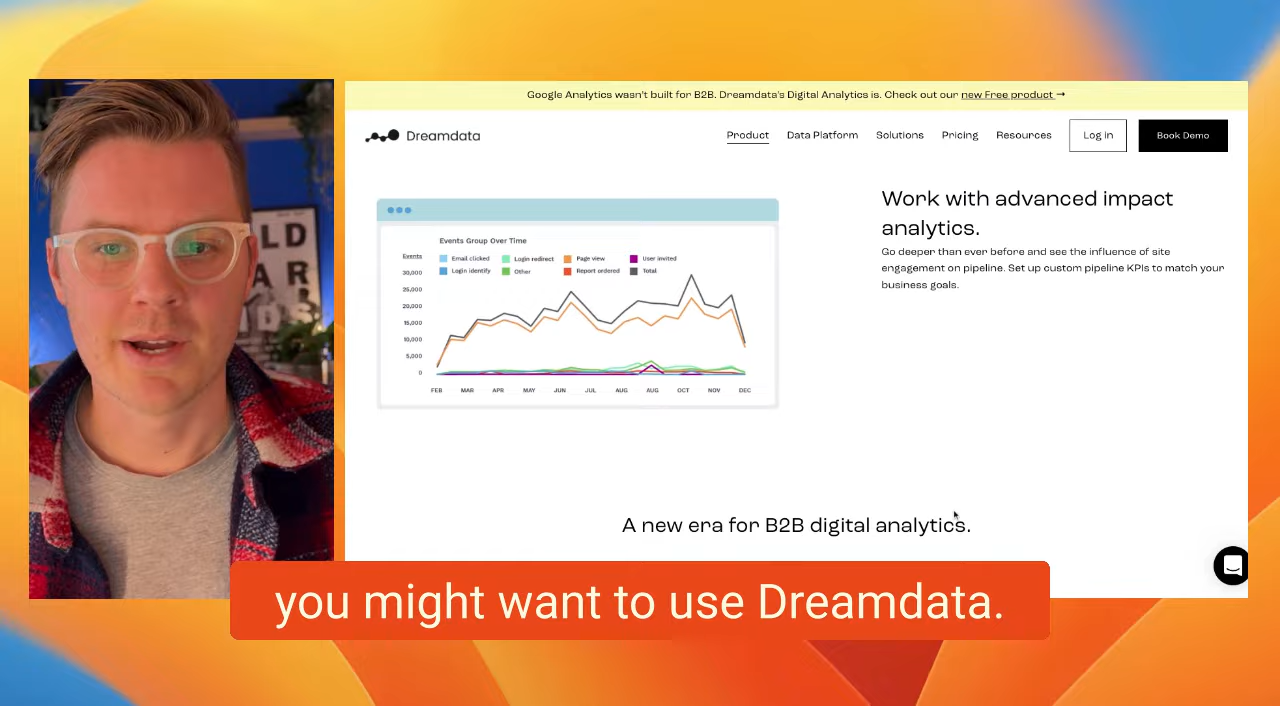 Google Analytics wasn't built for B2B. Dreamdata's Digital Analytics is. Check out our new Free product →
Dreamdata
Product
Data Platform
Solutions
Pricing
Resources
Log in
Book Demo
Work with advanced impact
analytics.
Go deeper than ever before and see the influence of site
engagement on pipeline. Set up custom pipeline KPIs to match your
business goals.
Events Group Over Time
Events
Email clicked
Login redirect
Page view
User invited
Login identify
Other
Report ordered
Total
30,000
25,000
20,000
15,000
10,000
5,000
0
FEB MAR APR MAY JUN JUL AUG AUG OCT NOV DEC
A new era for B2B digital analytics.
you might want to use Dreamdata.